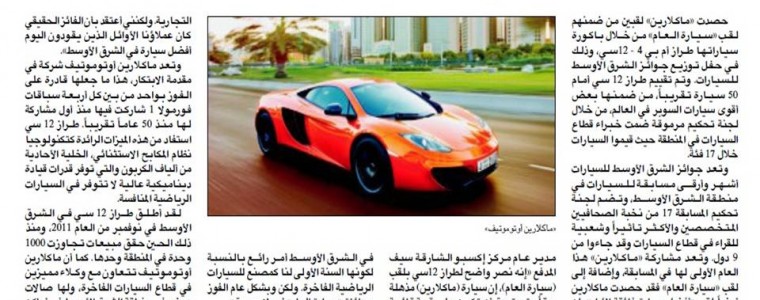 حصدت «ماكلارين» لقبين من ضمنهم
لقب «سيارة العام» من خلال باكورة
سياراتها طراز أم بي 4 - 12سي، وذلك
في حفل توزيع جوائز الشرق الأوسط
للسيارات. وتم تقييم طراز 12 سي أمام
50 سيارة تقريباً، من ضمنها بعض
أقوى سيارات السوبر في العالم، من خلال
لجنة تحكيم مرموقة ضمت خبراء قطاع
السيارات في المنطقة حيث قيموا السيارات
خلال 17 فئة.
وتعد جوائز الشرق الأوسط للسيارات
أشهر وأرقى مسابقة للسيارات في
منطقة الشرق الأوسط، وتضم لجنة
تحكيم المسابقة 17 من نخبة الصحافيين
المتخصصين والأكثر تأثيراً وشعبية
للقراء في قطاع السيارات وقد جاءوا من
9 دول. وتعد مشاركة «ماكلارين» هذا
العام الأولى لها في المسابقة، وإضافة إلى
لقب «سيارة العام» فقد حصدت ماكلارين
«ماكلارين أوتوموتيف»
مدير عام مركز إكسبو الشارقة سيف
المدفع «إنه نصر واضح لطراز 12سي بلقب
(سيارة العام)، إن سيارة (ماكلارين) مذهلة
في الشرق الأوسط أمر رائع بالنسبة
لكونها السنة الأولى لنا كمصنع للسيارات
الرياضية الفاخرة. ولكن وبشكل عام الفوز
التجارية. ولكنني أعتقد بأن الفائز الحقيقي
كان عملاؤنا الأوائل الذين يقودون اليوم
أفضل سيارة في الشرق الأوسط».
وتعد ماكلارين أوتوموتيف شركة في
مقدمة الابتكار، هذا ما جعلها قادرة على
الفوز بواحد من بين كل أربعة سباقات
فورمولا 1 شاركت فيها منذ أول مشاركة
لها منذ 50 عاماً تقريباً. طراز 12 سي
استفاد من هذه الميزات الرائدة كتكنولوجيا
نظام المكابح الاستثنائي، الخلية الأحادية
من ألياف الكربون والتي توفر قدرات قيادة
ديناميكية عالية لا تتوفر في السيارات
الرياضية المنافسة.
لقد أطلق طراز 12 سي في الشرق
الأوسط في نوفمبر من العام 2011، ومنذ
ذلك الحين حقق مبيعات تجاوزت 1000
وحدة في المنطقة وحدها. كما أن ماكلارين
أوتوموتيف تتعاون مع وكلاء مميزين
في قطاع السيارات الفاخرة، ولها صالات